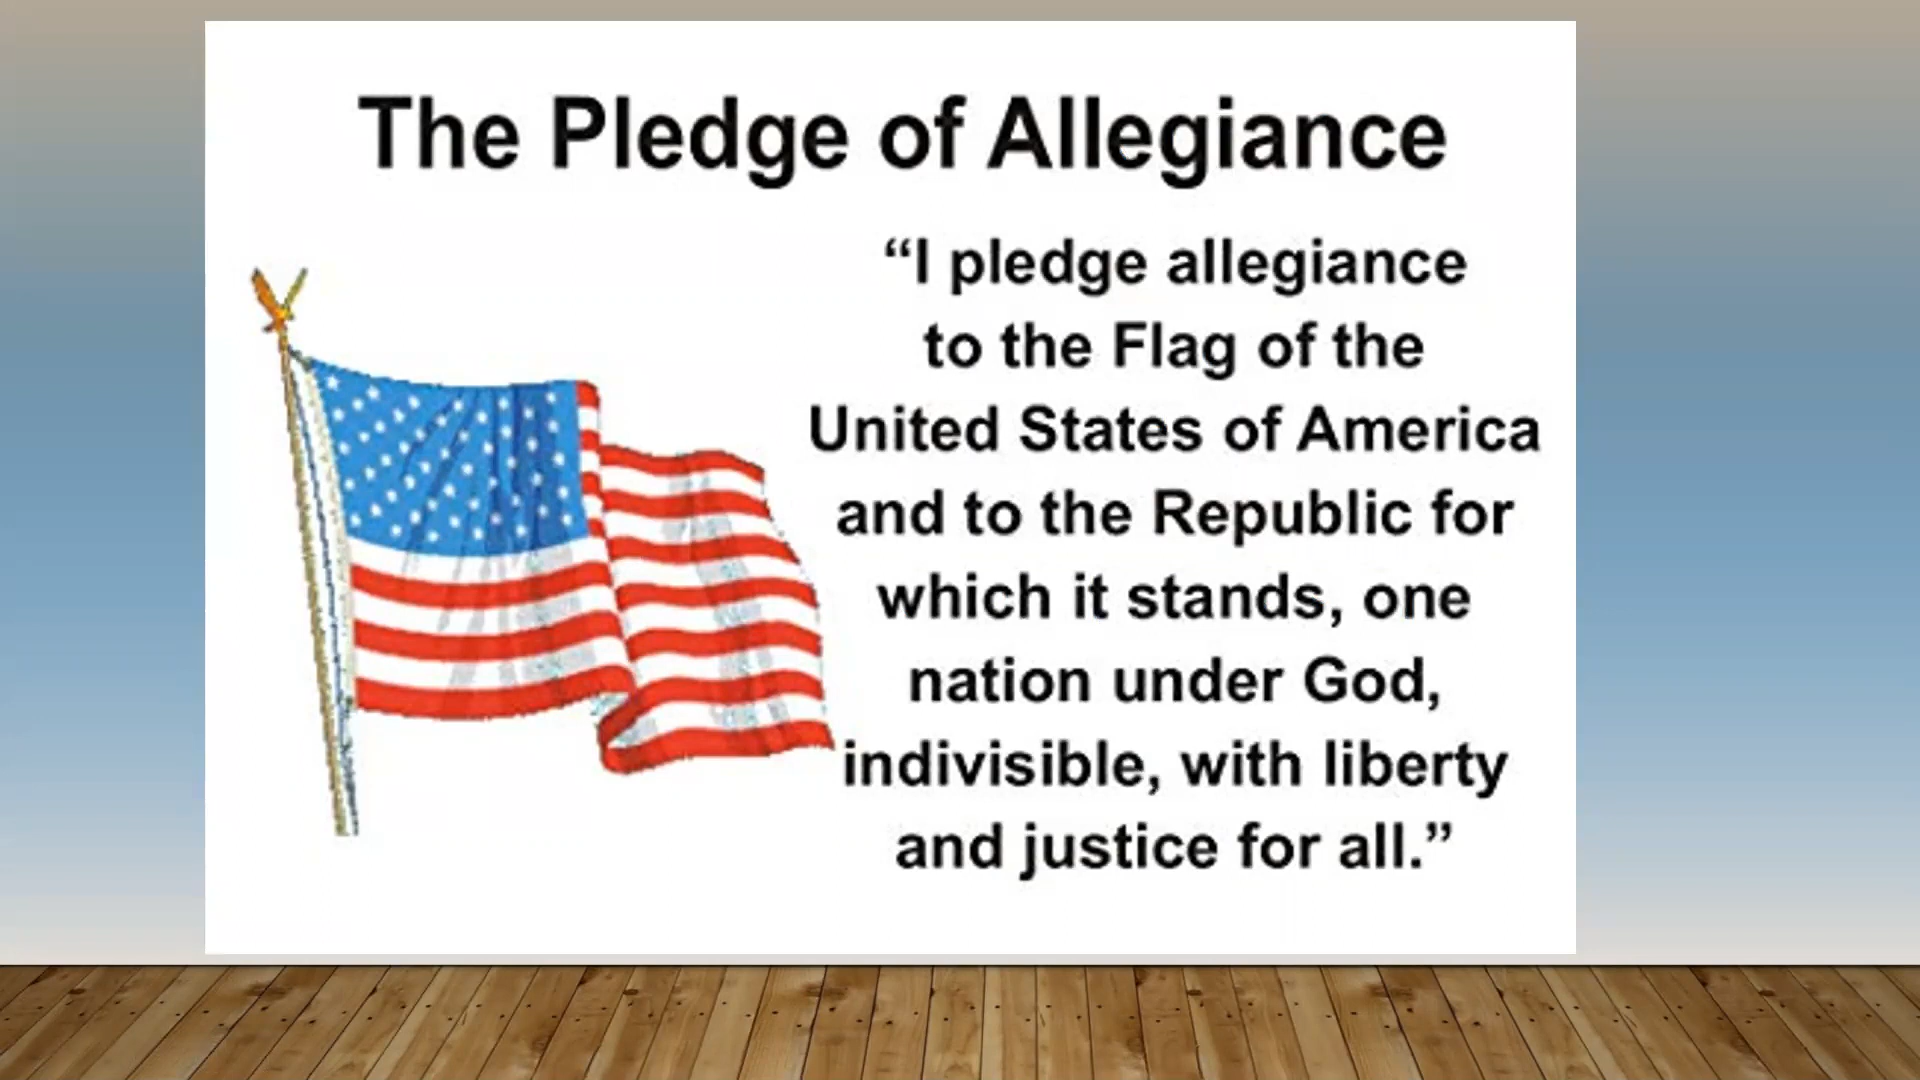 The Pledge of Allegiance
“I pledge allegiance
to the Flag of the
United States of America
and to the Republic for
which it stands, one
nation under God,
indivisible, with liberty
and justice for all.”